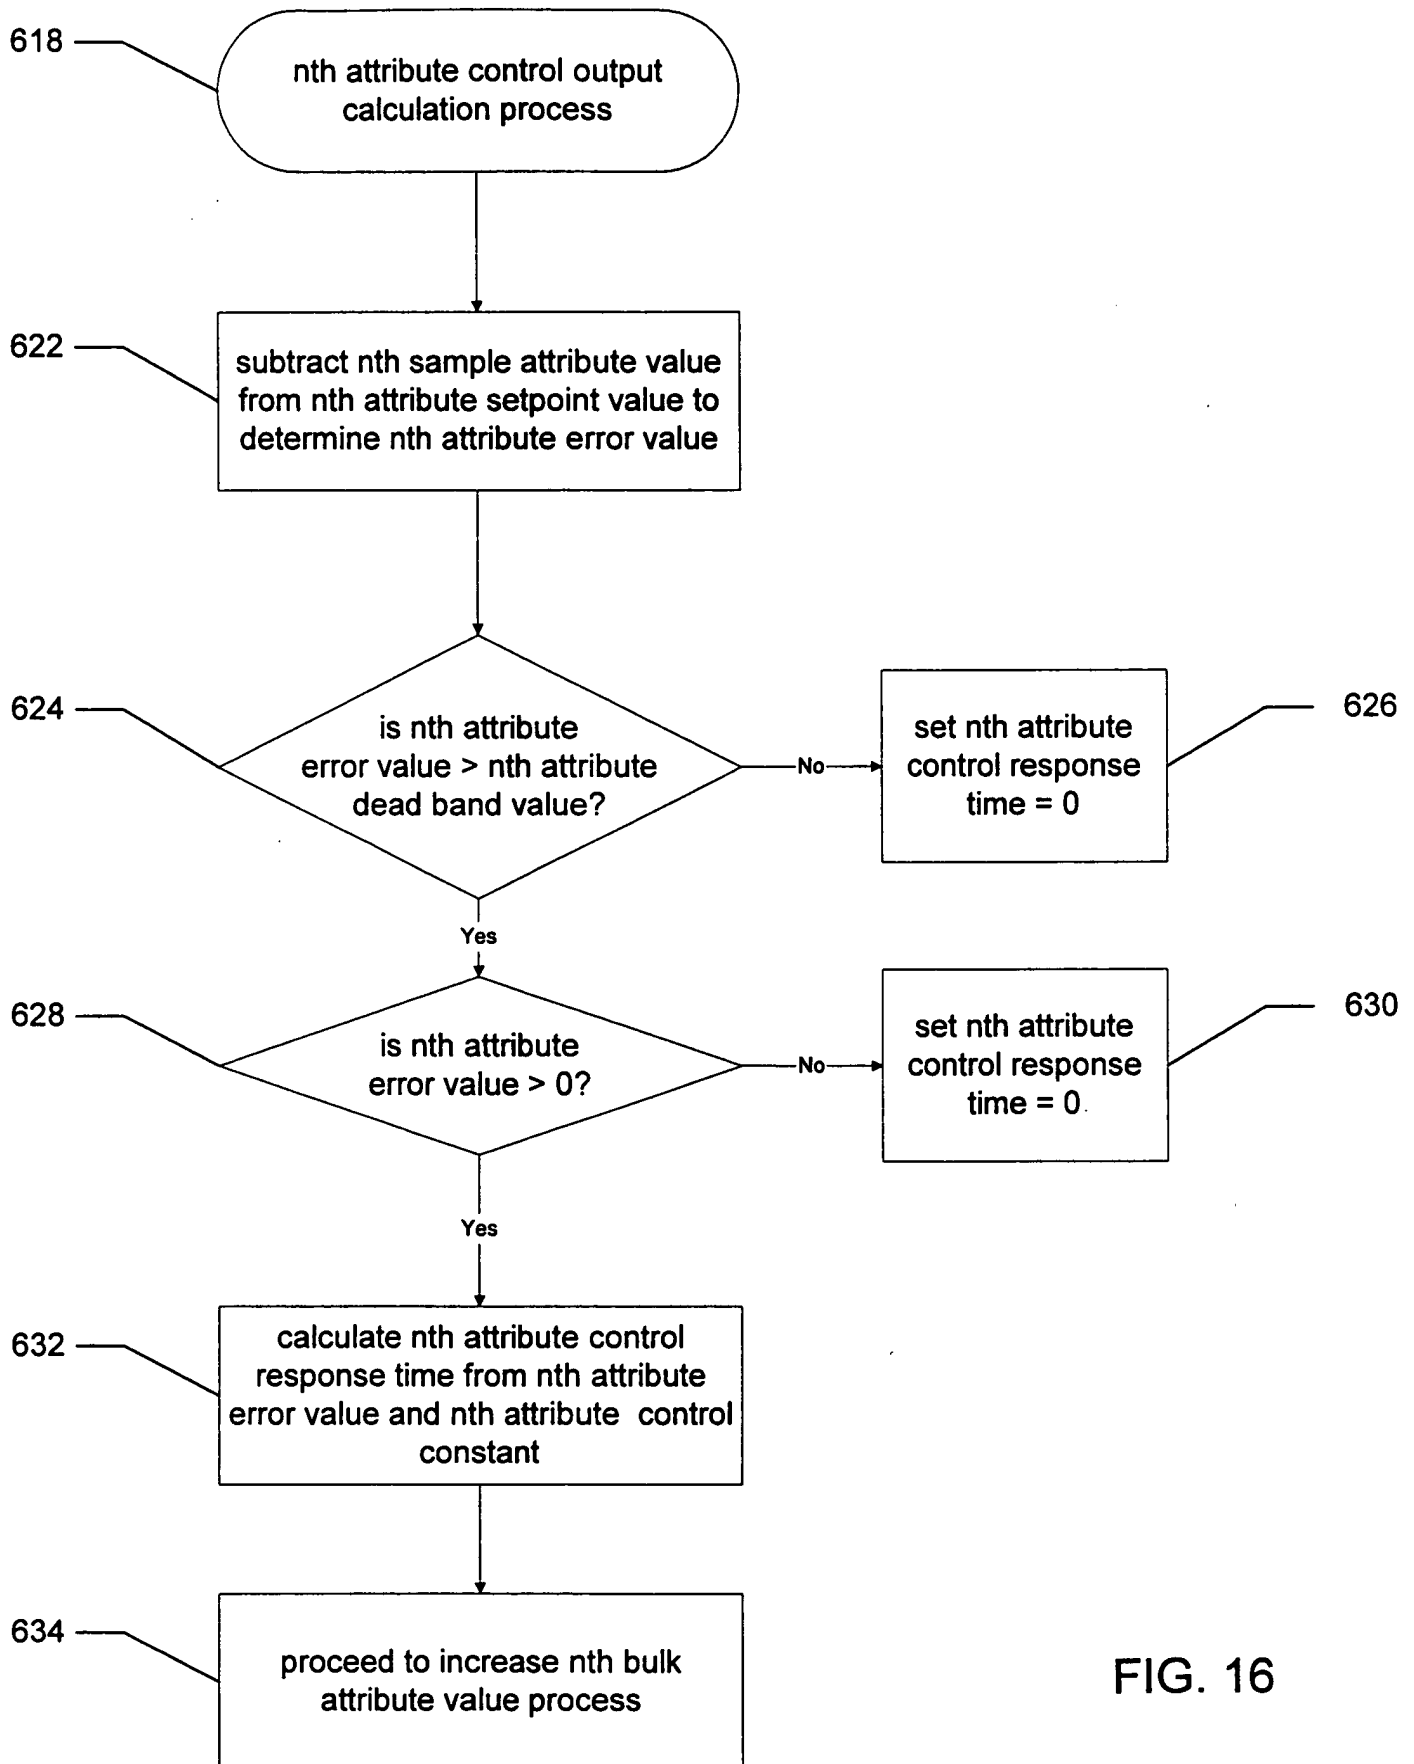 618
nth attribute control output
calculation process
622
subtract nth sample attribute value
from nth attribute setpoint value to
determine nth attribute error value
624
is nth attribute
error value > nth attribute
dead band value?
No
set nth attribute
control response
time = 0
626
Yes
628
is nth attribute
error value > 0?
No
set nth attribute
control response
time = 0
630
Yes
632
calculate nth attribute control
response time from nth attribute
error value and nth attribute control
constant
634
proceed to increase nth bulk
attribute value process
FIG. 16